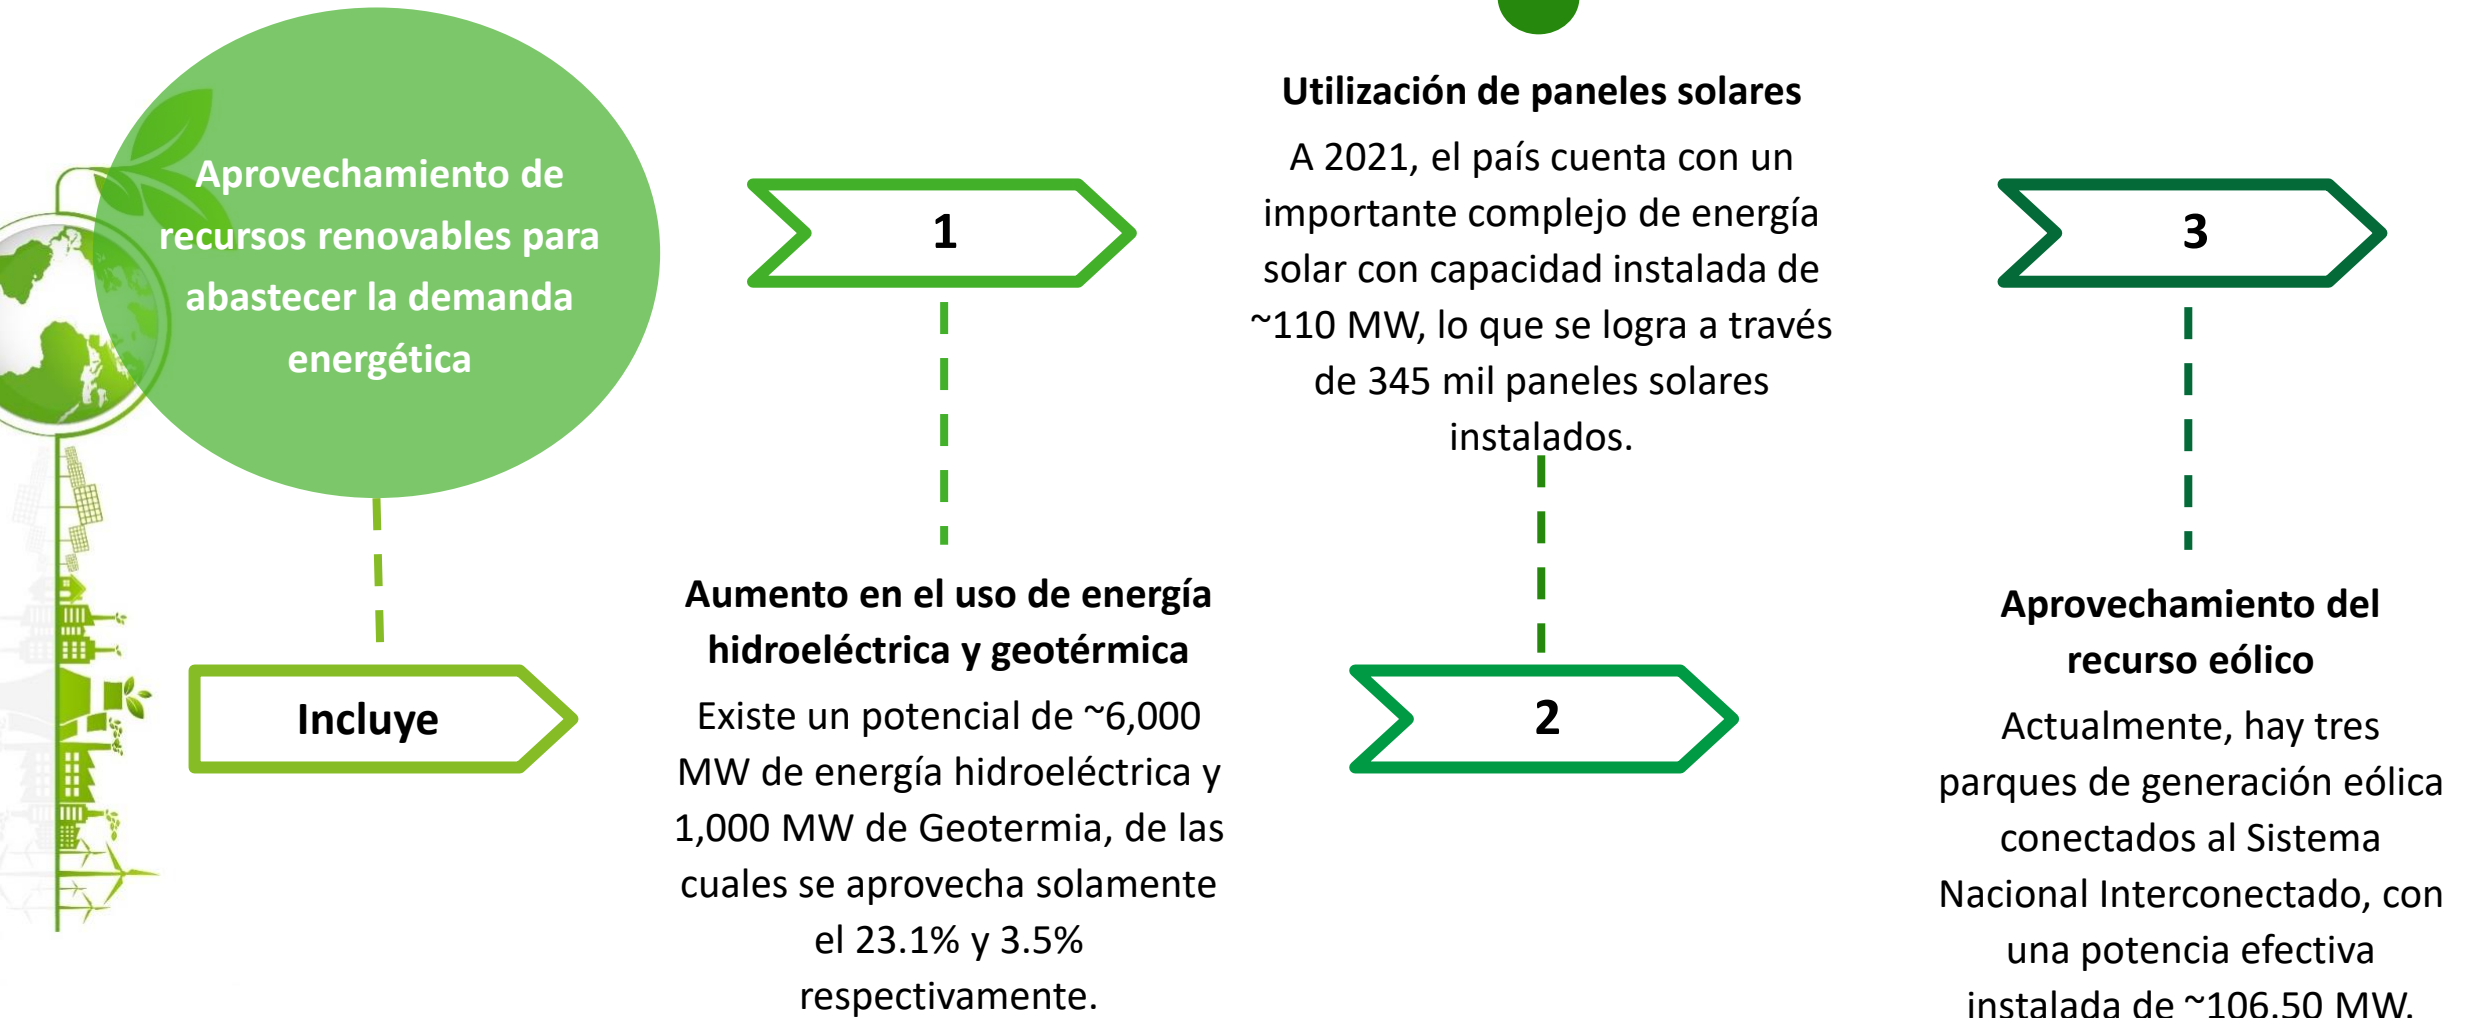 Aprovechamiento de
recursos renovables para
abastecer la demanda
energética
Incluye
1
Aumento en el uso de energía
hidroeléctrica y geotérmica
Existe un potencial de ~6,000
MW de energía hidroeléctrica y
1,000 MW de Geotermia, de las
cuales se aprovecha solamente
el 23.1% y 3.5%
respectivamente.
Utilización de paneles solares
A 2021, el país cuenta con un
importante complejo de energía
solar con capacidad instalada de
~110 MW, lo que se logra a través
de 345 mil paneles solares
instalados.
2
3
Aprovechamiento del
recurso eólico
Actualmente, hay tres
parques de generación eólica
conectados al Sistema
Nacional Interconectado, con
una potencia efectiva
instalada de ~106.50 MW.